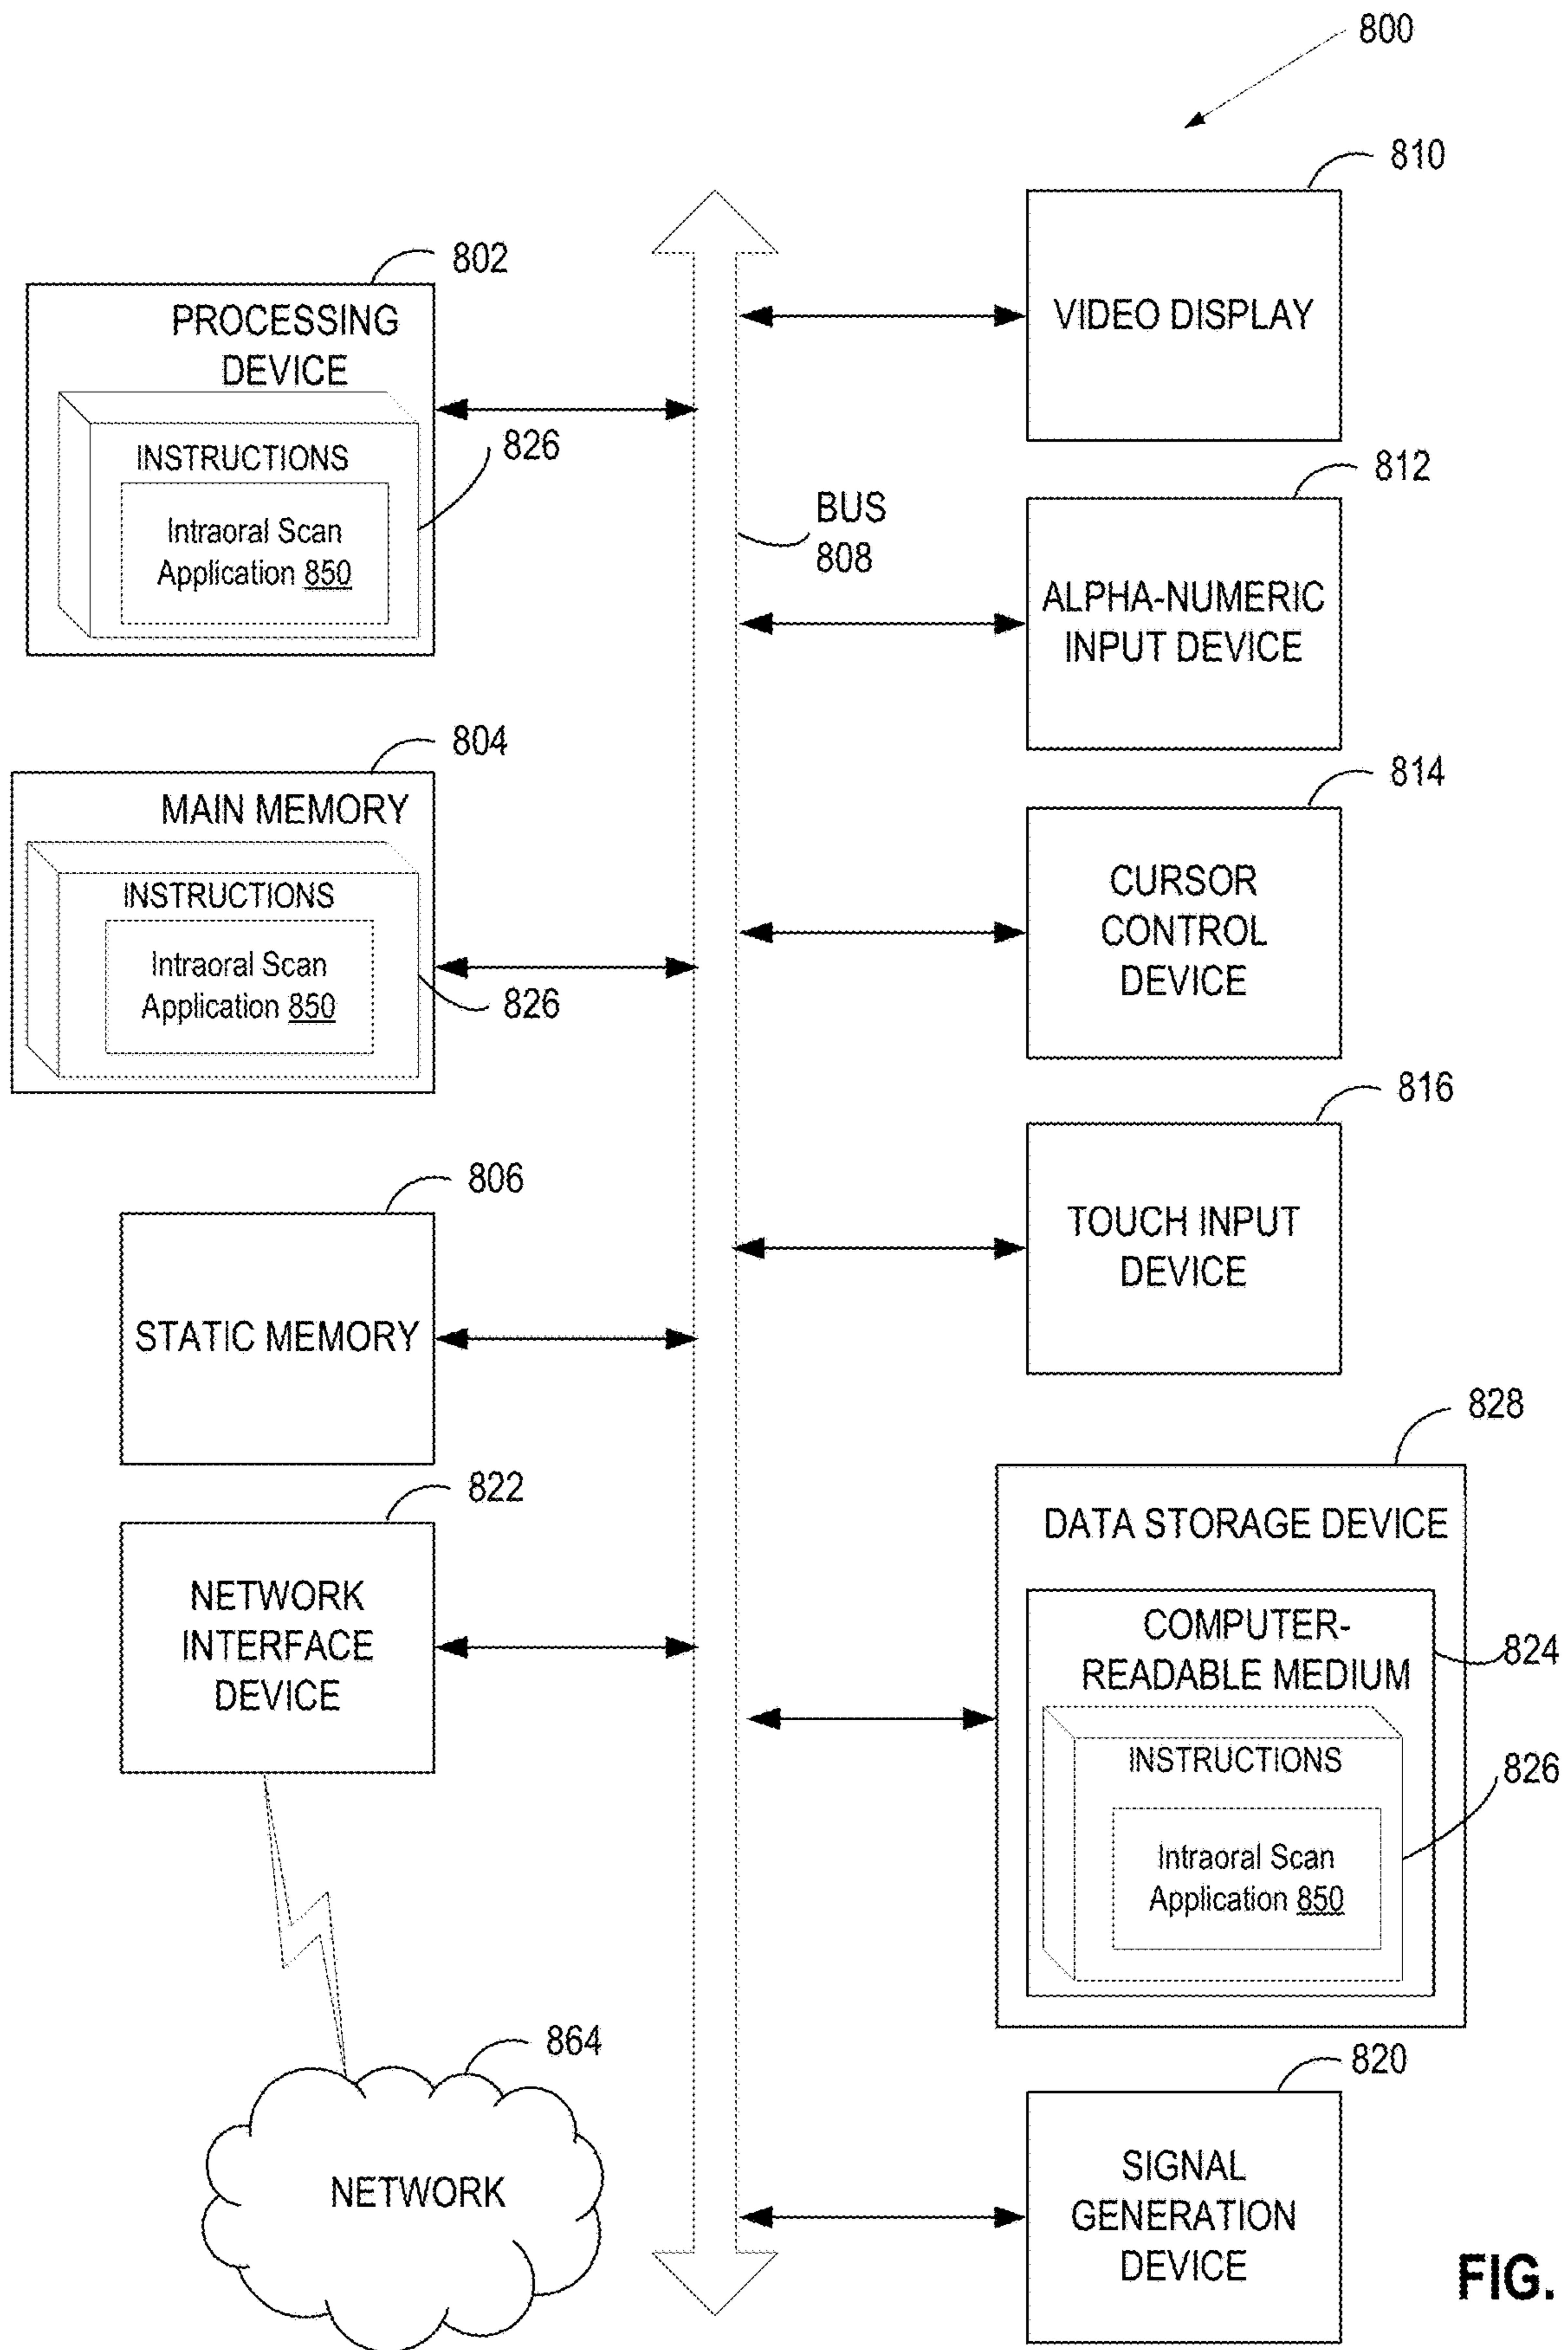 800
810
VIDEO DISPLAY
802
PROCESSING
DEVICE
INSTRUCTIONS
826
Intraoral Scan
Application 850
BUS
808
812
ALPHA-NUMERIC
INPUT DEVICE
804
MAIN MEMORY
INSTRUCTIONS
Intraoral Scan
Application 850
826
814
CURSOR
CONTROL
DEVICE
816
TOUCH INPUT
DEVICE
806
STATIC MEMORY
822
NETWORK
INTERFACE
DEVICE
828
DATA STORAGE DEVICE
COMPUTER-
READABLE MEDIUM
824
INSTRUCTIONS
826
Intraoral Scan
Application 850
864
NETWORK
820
SIGNAL
GENERATION
DEVICE
FIG.